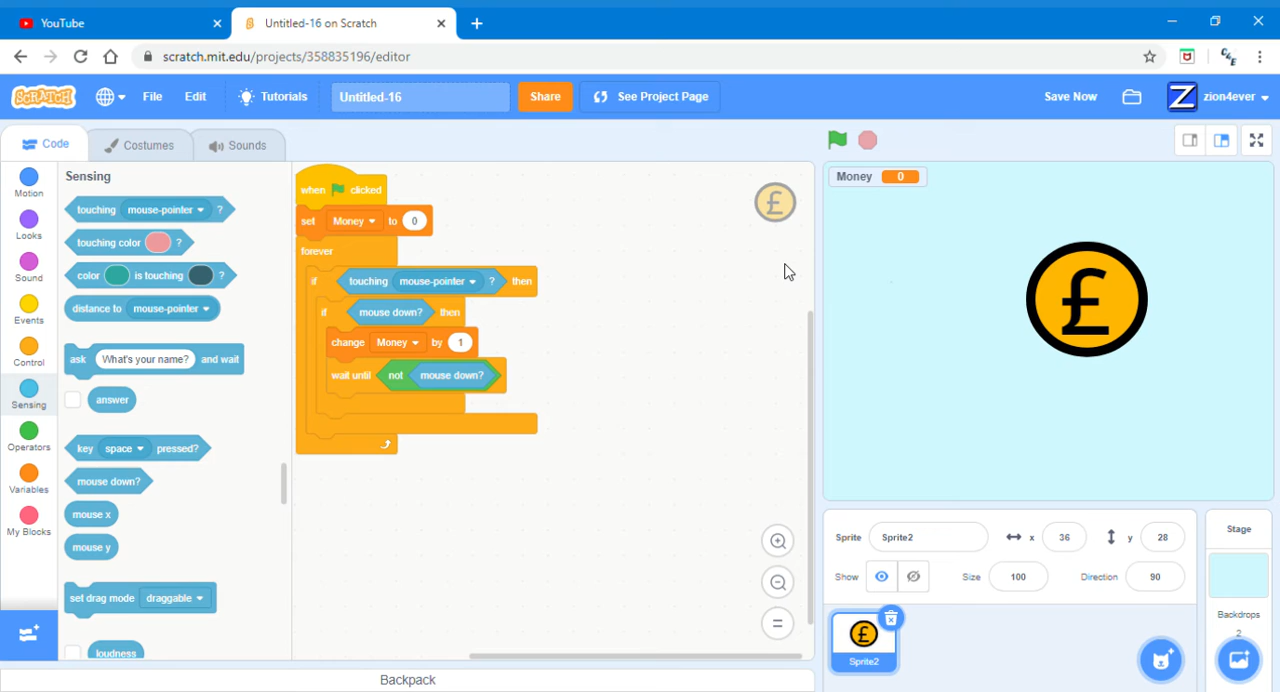 YouTube
Untitled-16 on Scratch
scratch.mit.edu/projects/358835196/editor
SCRATCH
File
Edit
Tutorials
Untitled-16
Share
See Project Page
Save Now
Z
zion4ever
Code
Costumes
Sounds
Motion
Looks
Sound
Events
Control
Sensing
Operators
Variables
My Blocks
Sensing
touching mouse-pointer ?
touching color ?
color is touching ?
distance to mouse-pointer
ask What's your name? and wait
answer
key space pressed?
mouse down?
mouse x
mouse y
set drag mode draggable
loudness
when clicked
set Money to 0
forever
if touching mouse-pointer ? then
if mouse down? then
change Money by 1
wait until not mouse down?
£
Money 0
£
Sprite Sprite2 x 36 y 28
Show Size 100 Direction 90
£
Sprite2
Stage
Backdrops
2
Backpack